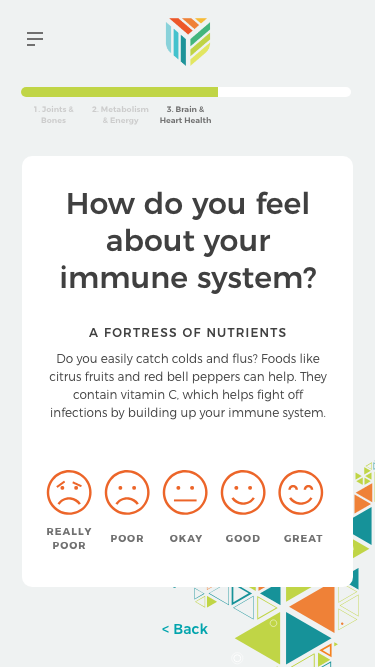 1. Joints & 2. Metabolism 3. Brain &
Bones & Energy Heart Health
How do you feel
about your
immune system?
A FORTRESS OF NUTRIENTS
Do you easily catch colds and flus? Foods like
citrus fruits and red bell peppers can help. They
contain vitamin C, which helps fight off
infections by building up your immune system.
REALLY
POOR POOR OKAY GOOD GREAT
< Back